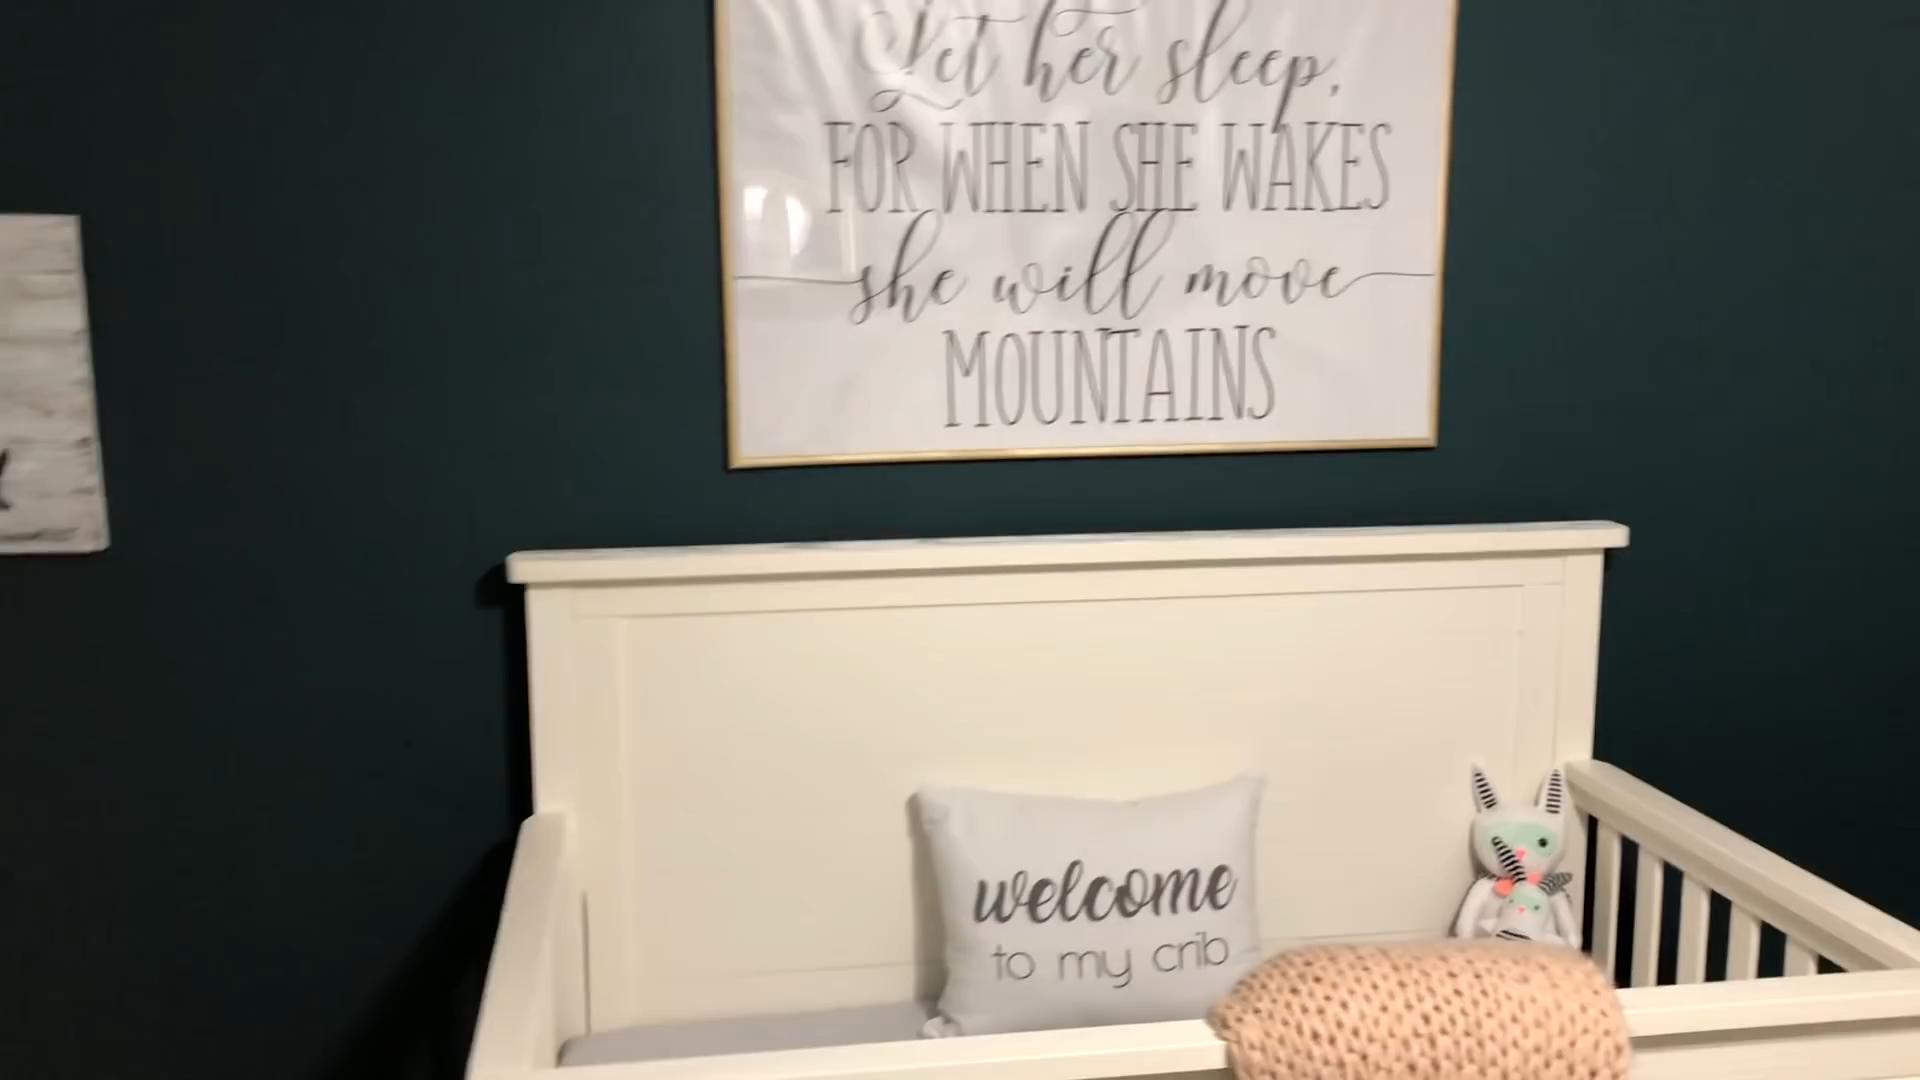 Let her sleep,
FOR WHEN SHE WAKES
she will move
MOUNTAINS
welcome
to my crib